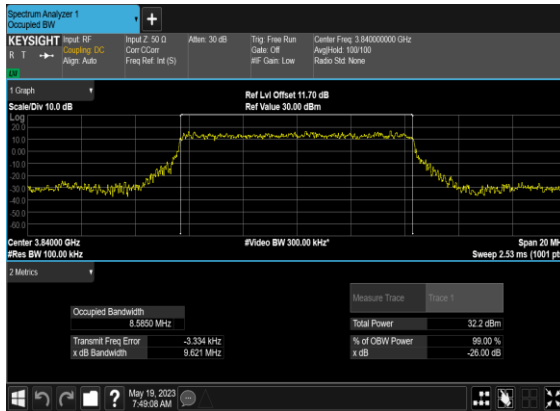 Spectrum Analyzer 1
Occupied BW
KEYSIGHT
R T
Input: RF
Coupling: DC
Align: Auto
Input Z: 50 Ω
Corr CCorr
Freq Ref: Int (S)
Atten: 30 dB
Trig: Free Run
Gate: Off
#IF Gain: Low
Center Freq: 3.840000000 GHz
Avg|Hold: 100/100
Radio Std: None
1 Graph
Scale/Div 10.0 dB
Ref Lvl Offset 11.70 dB
Ref Value 30.00 dBm
Log
20.0
10.0
0.00
-10.0
-20.0
-30.0
-40.0
-50.0
-60.0
Center 3.84000 GHz
#Res BW 100.00 kHz
#Video BW 300.00 kHz*
Span 20 MH
Sweep 2.53 ms (1001 pt
2 Metrics
Measure Trace Trace 1
Occupied Bandwidth
8.5850 MHz
Total Power 32.2 dBm
Transmit Freq Error -3.334 kHz
% of OBW Power 99.00 %
x dB Bandwidth 9.621 MHz
x dB -26.00 dB
May 19, 2023
7:49:08 AM